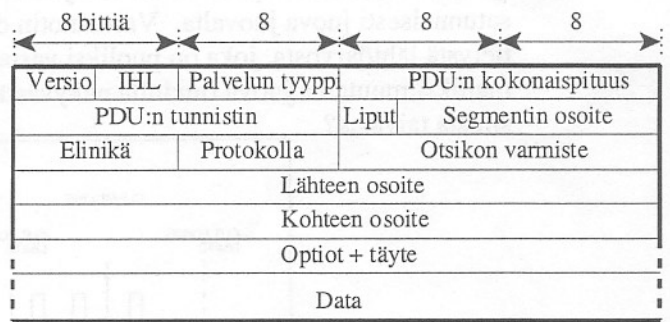 8 bittiä 8 8 8
Versio IHL Palvelun tyyppi PDU:n kokonaispituus
PDU:n tunnistin Liput Segmentin osoite
Elinikä Protokolla Otsikon varmiste
Lähteen osoite
Kohteen osoite
Optiot + täyte
Data